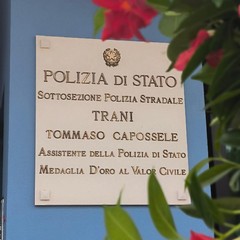 POLIZIA DI STATO
SOTTOSEZIONE POLIZIA STRADALE
TRANI
TOMMASO CAPOSSELE
ASSISTENTE DELLA POLIZIA DI STATO
MEDAGLIA D'ORO AL VALOR CIVILE